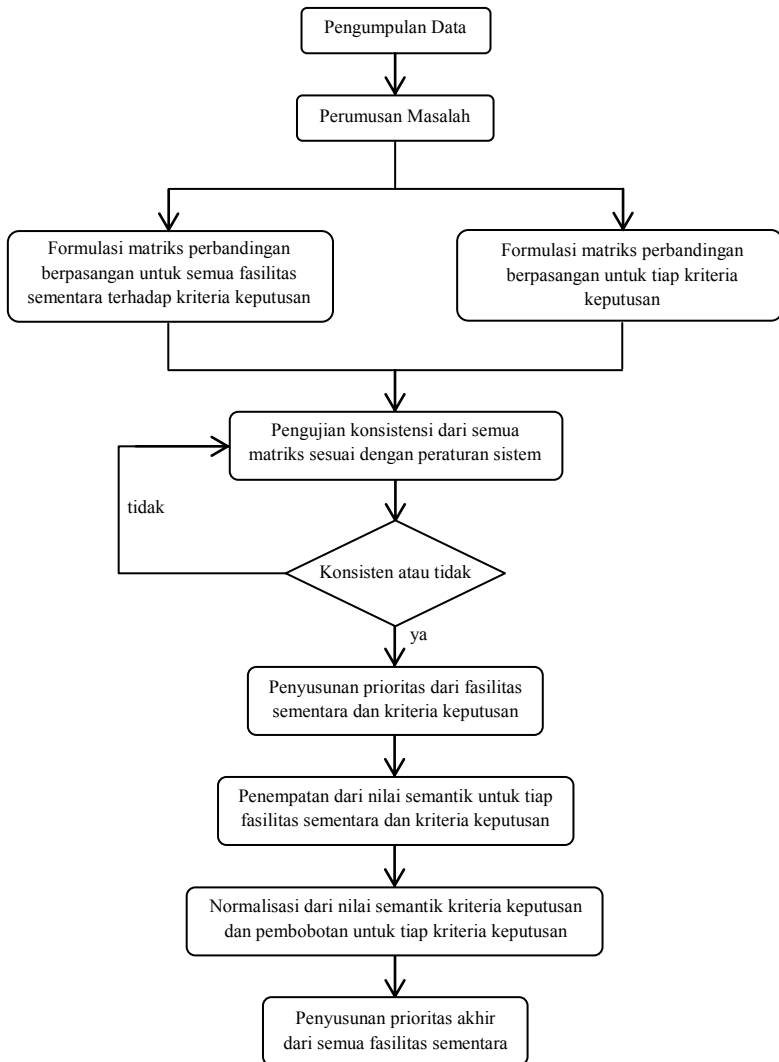 Pengumpulan Data
Perumusan Masalah
Formulasi matriks perbandingan
berpasangan untuk semua fasilitas
sementara terhadap kriteria keputusan
Formulasi matriks perbandingan
berpasangan untuk tiap kriteria
keputusan
Pengujian konsistensi dari semua
matriks sesuai dengan peraturan sistem
tidak
Konsisten atau tidak
ya
Penyusunan prioritas dari fasilitas
sementara dan kriteria keputusan
Penempatan dari nilai semantik untuk tiap
fasilitas sementara dan kriteria keputusan
Normalisasi dari nilai semantik kriteria keputusan
dan pembobotan untuk tiap kriteria keputusan
Penyusunan prioritas akhir
dari semua fasilitas sementara